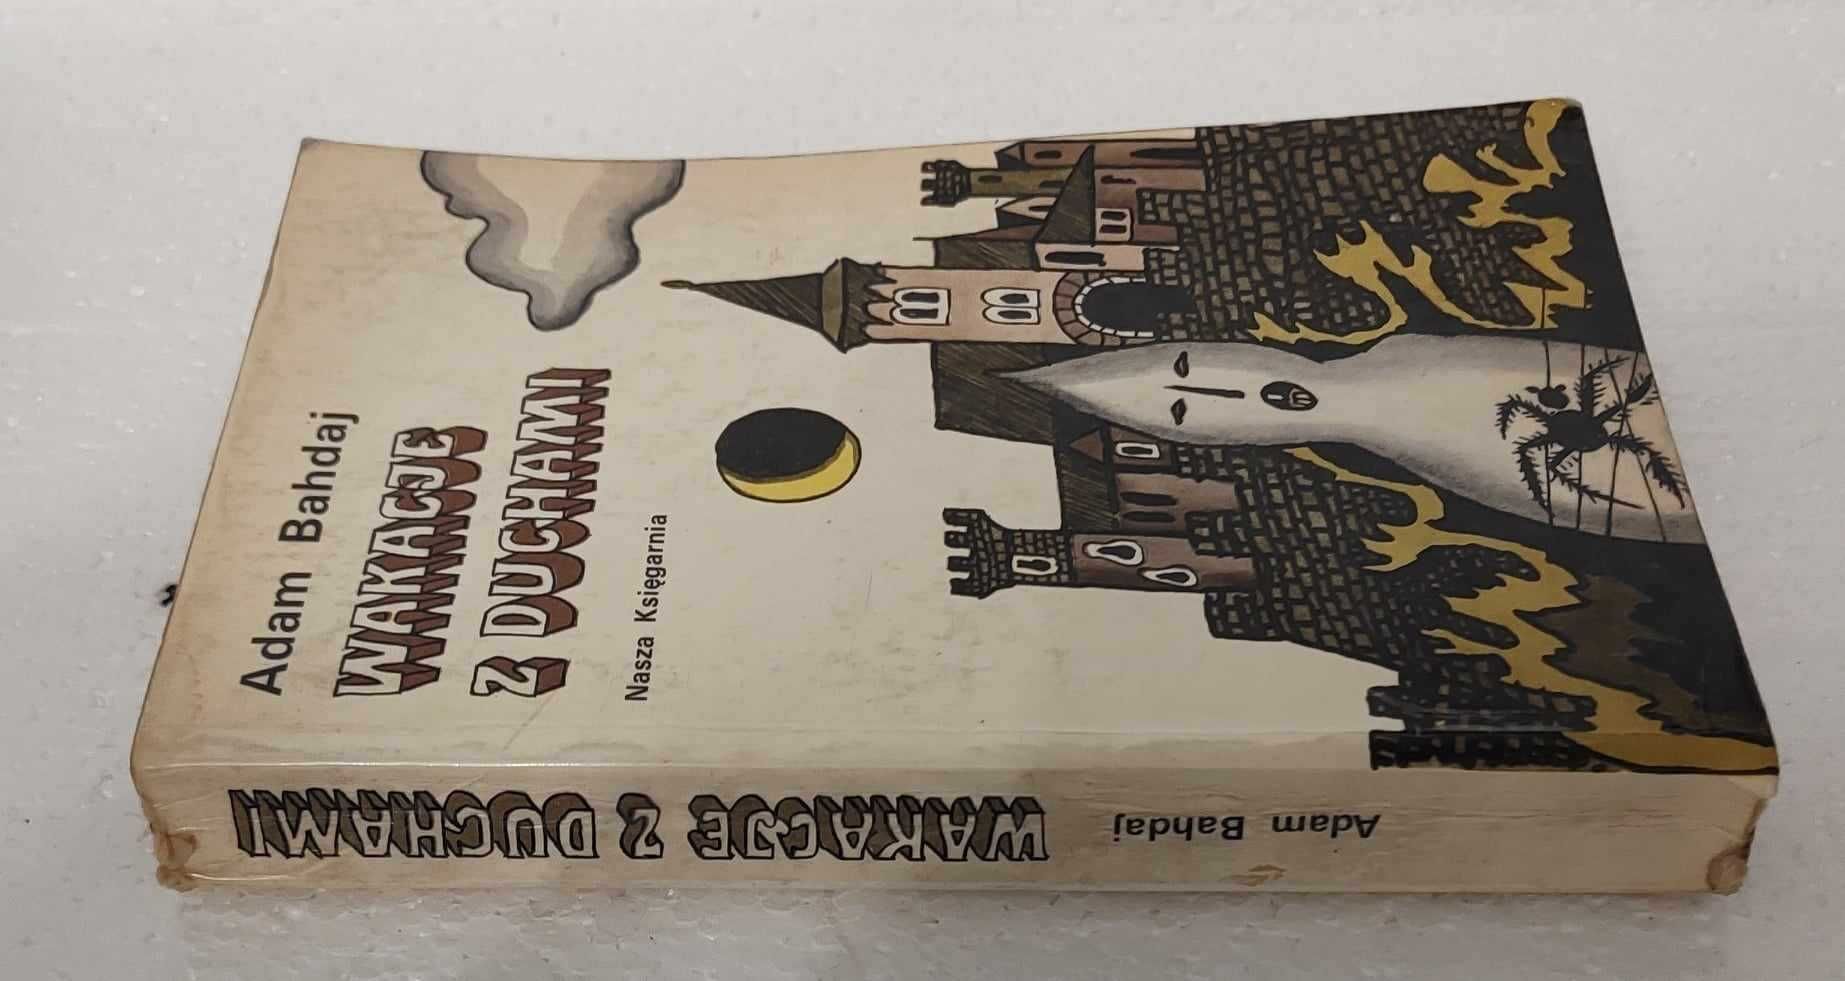 Adam Bahdaj
WAKACJE
Z DUCHAMI
Nasza Księgarnia
Adam Bahdaj WAKACJE Z DUCHAMI